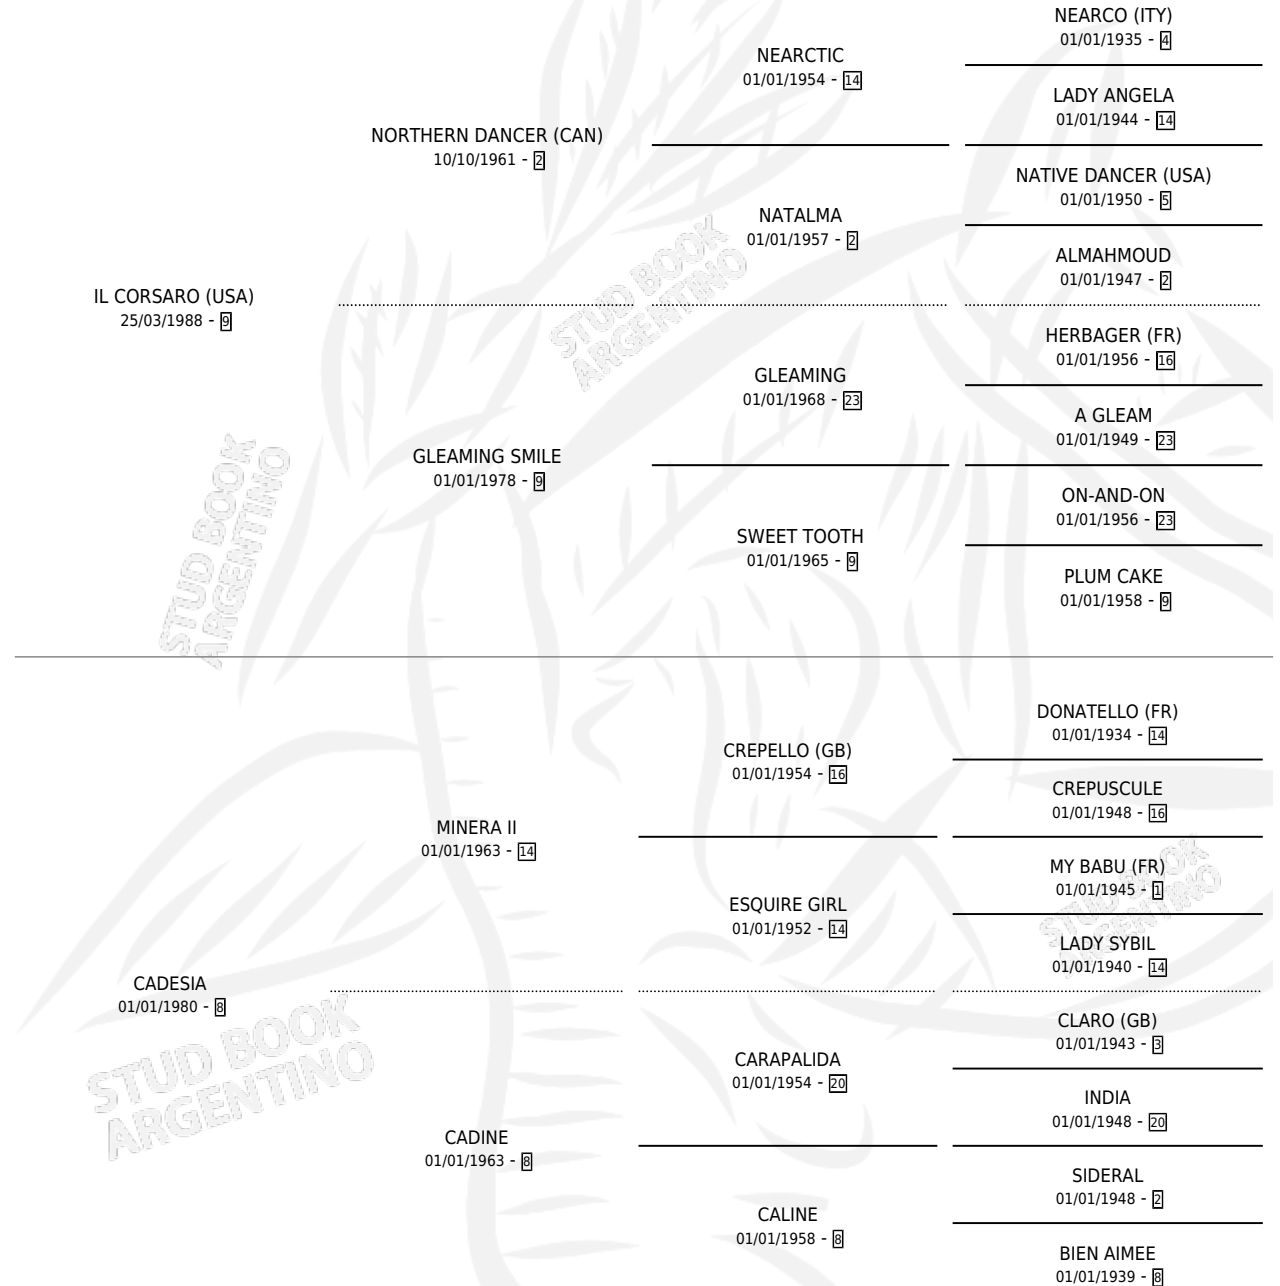 NEARCO (ITY)
01/01/1935 - 4
NEARCTIC
01/01/1954 - 14
LADY ANGELA
01/01/1944 - 14
NORTHERN DANCER (CAN)
10/10/1961 - 2
NATIVE DANCER (USA)
01/01/1950 - 5
NATALMA
01/01/1957 - 2
ALMAHMOUD
01/01/1947 - 2
IL CORSARO (USA)
25/03/1988 - 9
HERBAGER (FR)
01/01/1956 - 16
GLEAMING
01/01/1968 - 23
A GLEAM
01/01/1949 - 23
GLEAMING SMILE
01/01/1978 - 9
ON-AND-ON
01/01/1956 - 23
SWEET TOOTH
01/01/1965 - 9
PLUM CAKE
01/01/1958 - 9
DONATELLO (FR)
01/01/1934 - 14
CREPELLO (GB)
01/01/1954 - 16
CREPUSCULE
01/01/1948 - 16
MINERA II
01/01/1963 - 14
MY BABU (FR)
01/01/1945 - 1
ESQUIRE GIRL
01/01/1952 - 14
LADY SYBIL
01/01/1940 - 14
CADESIA
01/01/1980 - 8
CLARO (GB)
01/01/1943 - 3
CARAPALIDA
01/01/1954 - 20
INDIA
01/01/1948 - 20
CADINE
01/01/1963 - 8
SIDERAL
01/01/1948 - 2
CALINE
01/01/1958 - 8
BIEN AIMEE
01/01/1939 - 8
STUD BOOK
ARGENTINO
STUD BOOK
ARGENTINO
STUD BOOK
ARGENTINO
STUD BOOK
ARGENTINO